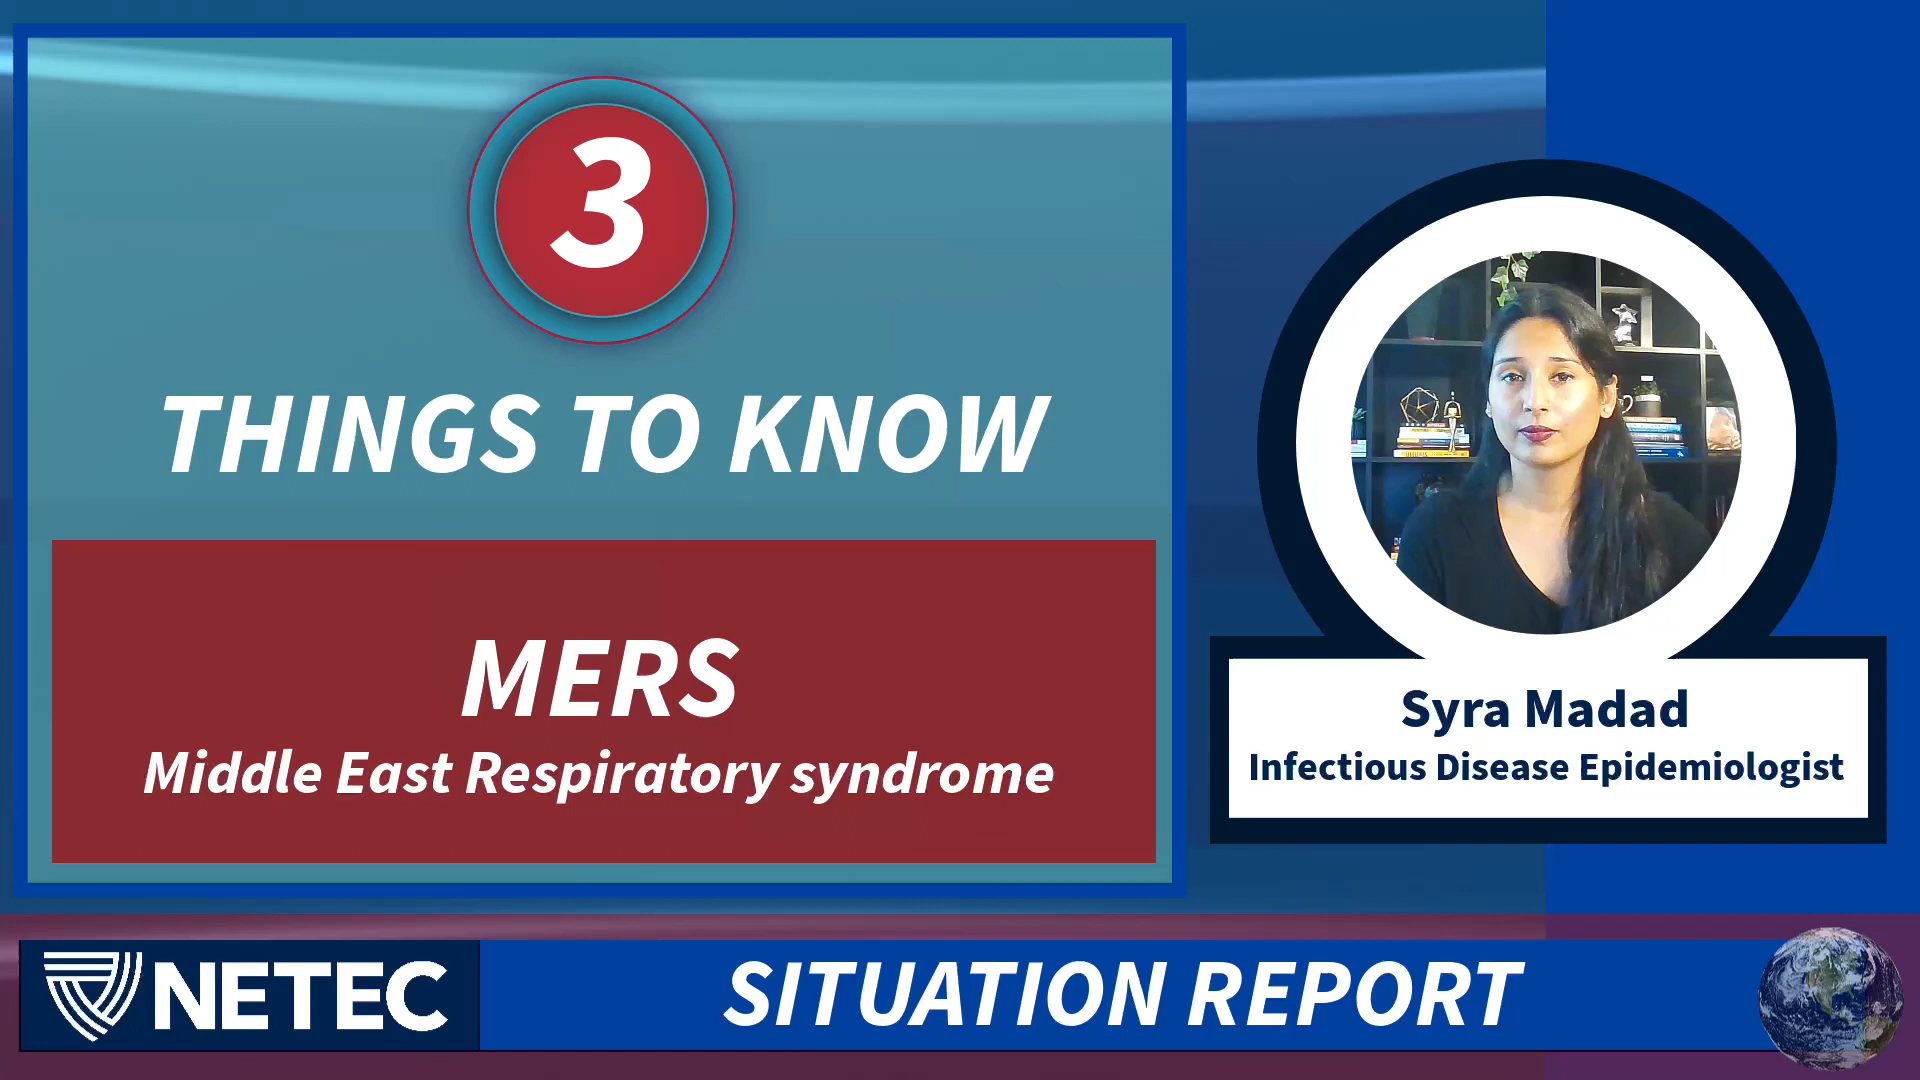 3
THINGS TO KNOW
MERS
Middle East Respiratory syndrome
Syra Madad
Infectious Disease Epidemiologist
NETEC
SITUATION REPORT